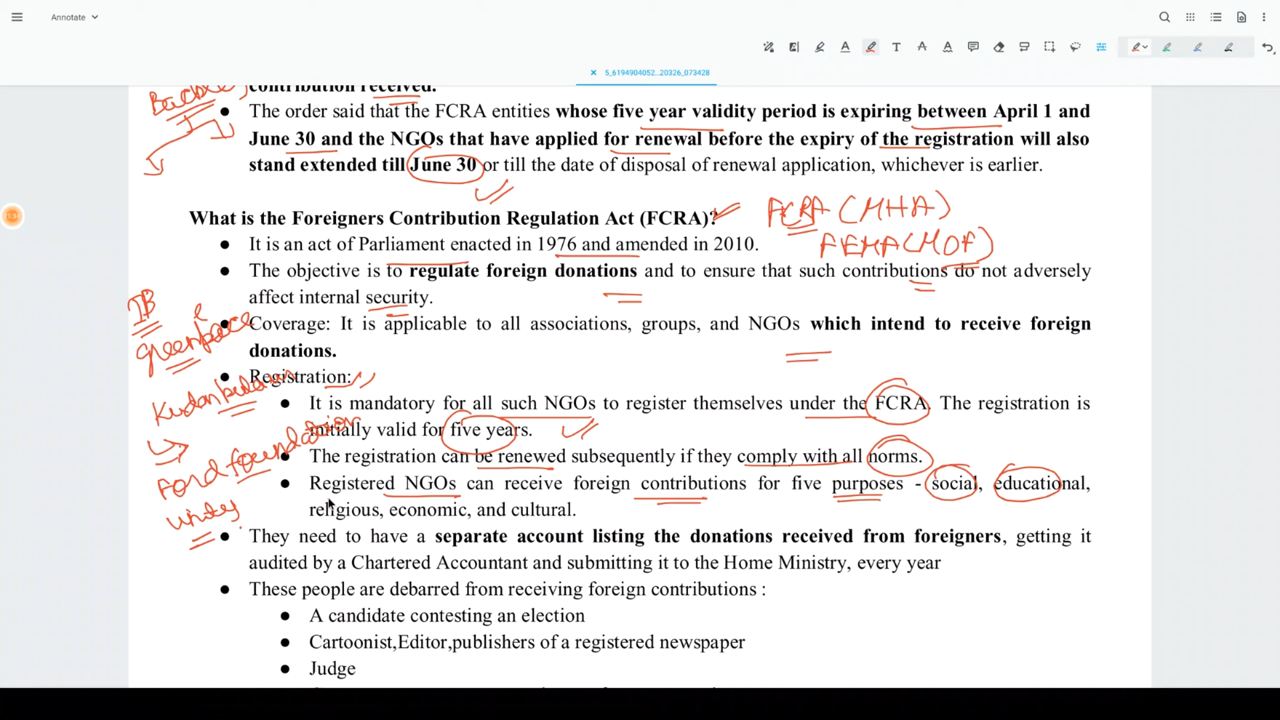 Annotate
5_6194904052...20326_073428
contribution received.
The order said that the FCRA entities whose five year validity period is expiring between April 1 and
June 30 and the NGOs that have applied for renewal before the expiry of the registration will also
stand extended till June 30 or till the date of disposal of renewal application, whichever is earlier.
What is the Foreigners Contribution Regulation Act (FCRA)?
FCRA (MHA)
FEMA (MOF)
It is an act of Parliament enacted in 1976 and amended in 2010.
The objective is to regulate foreign donations and to ensure that such contributions do not adversely
affect internal security.
IB
greenpeace
Coverage: It is applicable to all associations, groups, and NGOs which intend to receive foreign
donations.
Registration:
It is mandatory for all such NGOs to register themselves under the FCRA. The registration is
initially valid for five years.
The registration can be renewed subsequently if they comply with all norms.
Ford foundation
Registered NGOs can receive foreign contributions for five purposes - social, educational,
religious, economic, and cultural.
They need to have a separate account listing the donations received from foreigners, getting it
audited by a Chartered Accountant and submitting it to the Home Ministry, every year
These people are debarred from receiving foreign contributions :
A candidate contesting an election
Cartoonist,Editor,publishers of a registered newspaper
Judge